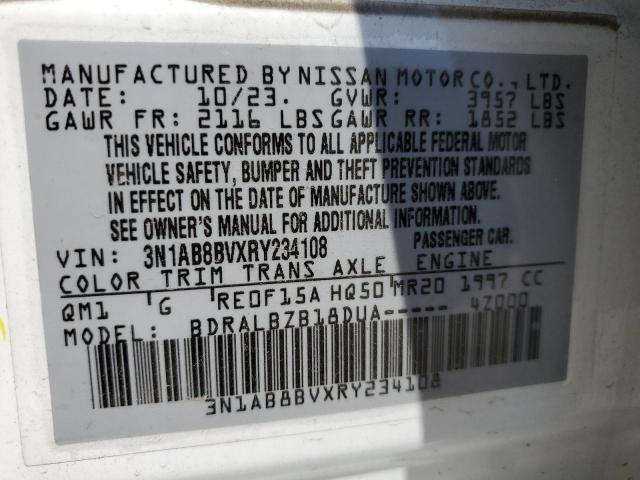 MANUFACTURED BY NISSAN MOTOR CO., LTD.
DATE: 10/23. GVWR: 3957 LBS
GAWR FR: 2116 LBS GAWR RR: 1852 LBS
THIS VEHICLE CONFORMS TO ALL APPLICABLE FEDERAL MOTOR
VEHICLE SAFETY, BUMPER AND THEFT PREVENTION STANDARDS
IN EFFECT ON THE DATE OF MANUFACTURE SHOWN ABOVE.
SEE OWNER'S MANUAL FOR ADDITIONAL INFORMATION.
VIN: 3N1AB8BVXRY234108 PASSENGER CAR.
COLOR TRIM TRANS AXLE ENGINE
QM1 G RE0F15A HQ50 MR20 1997 CC
MODEL: BDRALBZB18DUA----- 4Z000
3N1AB8BVXRY234108